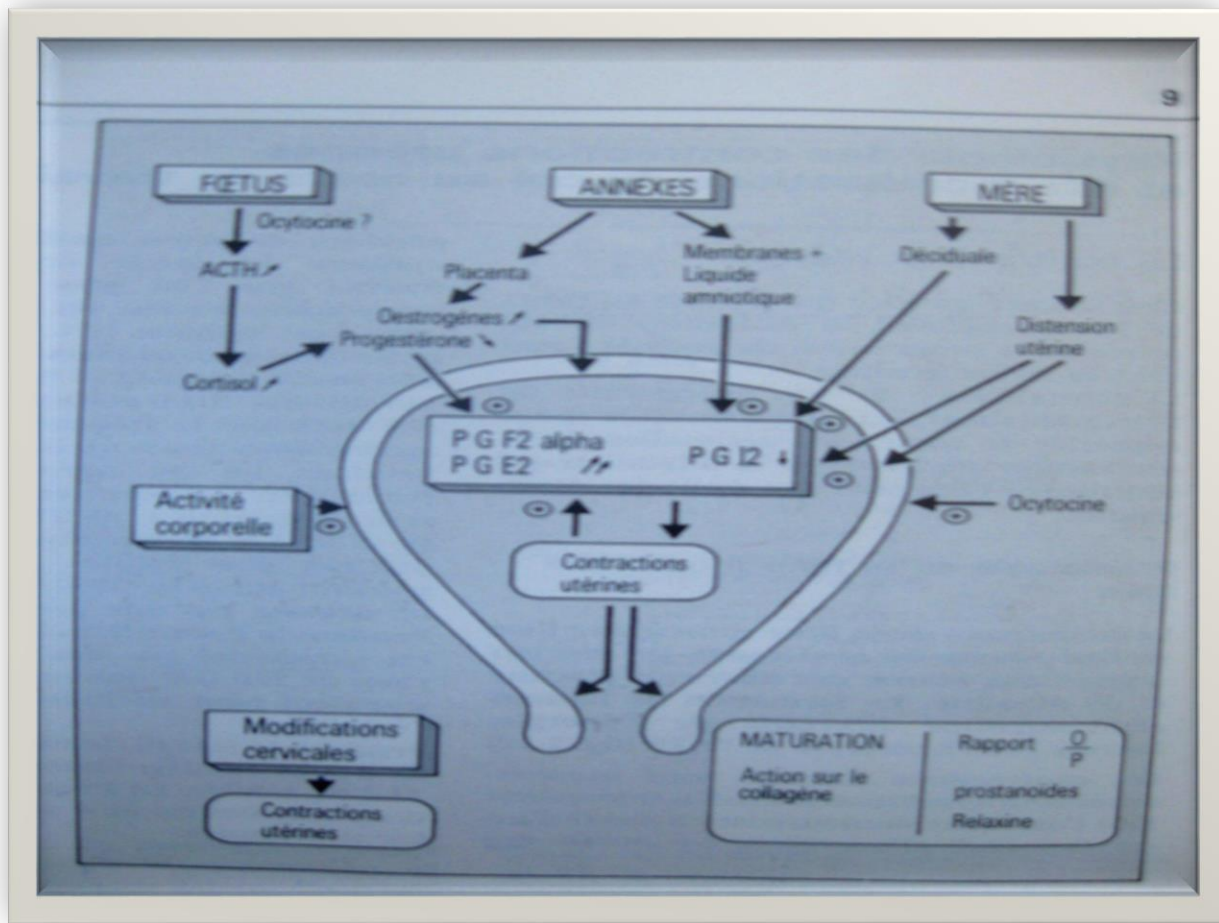 9
FŒTUS
Ocytocine ?
ACTH
Cortisol
ANNEXES
Placenta
Oestrogènes
Progestérone
Membranes +
Liquide
amniotique
MÈRE
Déciduale
Distension
utérine
P G F2 alpha
P G E2
P G I2
Activité
corporelle
Ocytocine
Contractions
utérines
Modifications
cervicales
Contractions
utérines
MATURATION
Action sur le
collagène
Rapport O/P
prostanoides
Relaxine